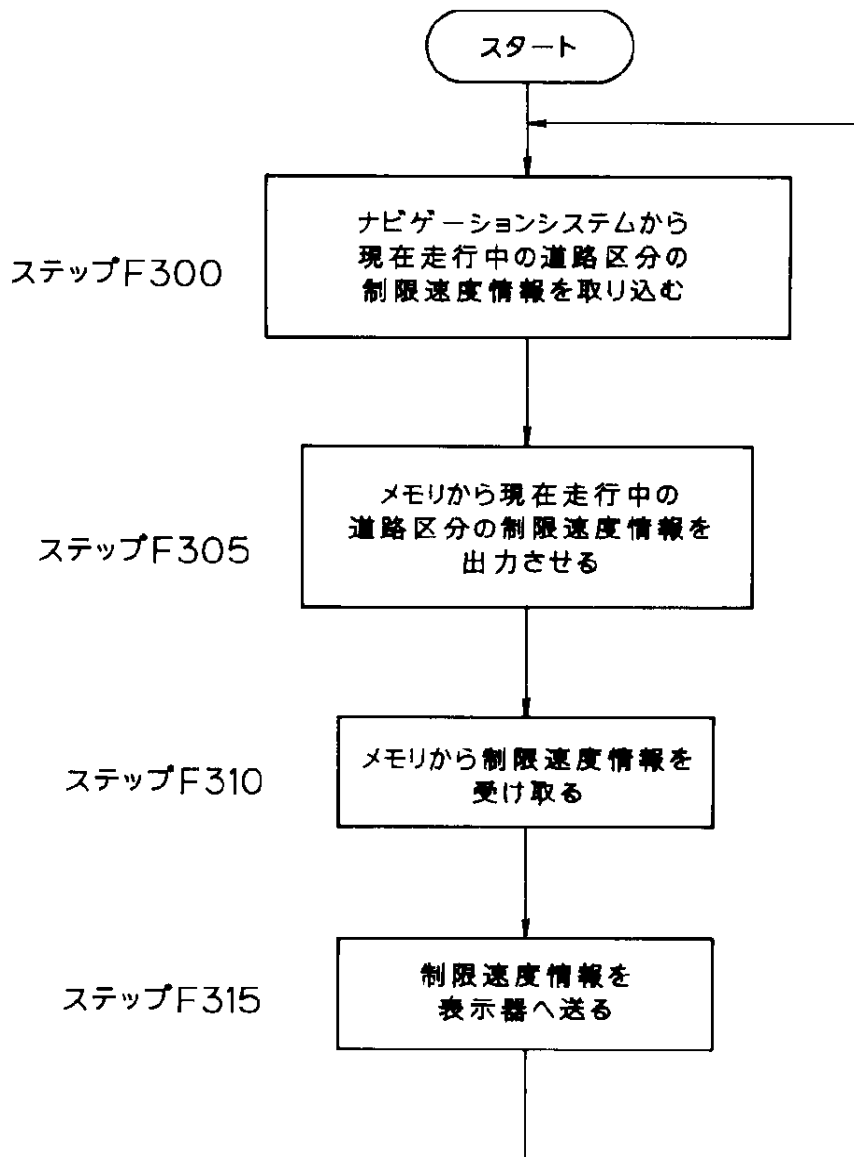 スタート
ナビゲーションシステムから
現在走行中の道路区分の
制限速度情報を取り込む
ステップF300
メモリから現在走行中の
道路区分の制限速度情報を
出力させる
ステップF305
メモリから制限速度情報を
受け取る
ステップF310
制限速度情報を
表示器へ送る
ステップF315